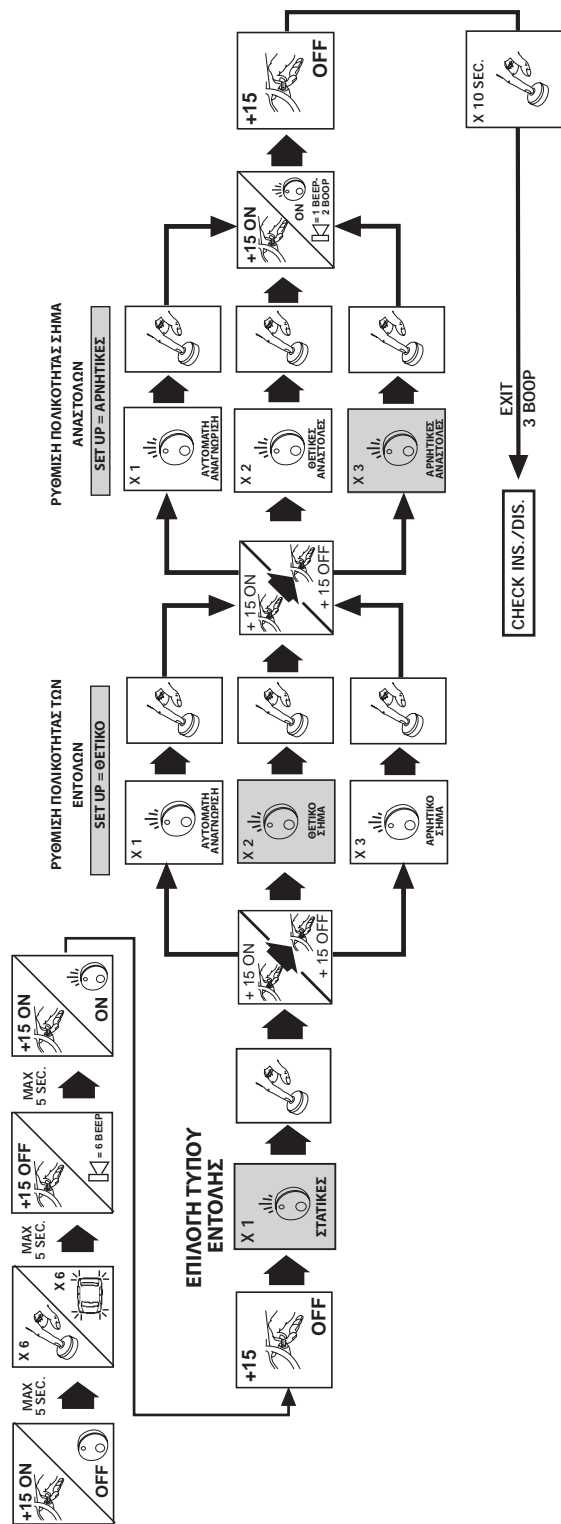 +15 ON
OFF
MAX
5 SEC.
X 6
X 6
MAX
5 SEC.
+15 OFF
= 6 BEEP
MAX
5 SEC.
+15 ON
ON
+15
OFF
ΕΠΙΛΟΓΗ ΤΥΠΟΥ
ΕΝΤΟΛΗΣ
X 1
ΣΤΑΤΙΚΕΣ
+ 15 ON
+ 15 OFF
ΡΥΘΜΙΣΗ ΠΟΛΙΚΟΤΗΤΑΣ ΤΩΝ
ΕΝΤΟΛΩΝ
SET UP = ΘΕΤΙΚΟ
X 1
ΑΥΤΟΜΑΤΗ
ΑΝΑΓΝΩΡΙΣΗ
X 2
ΘΕΤΙΚΟ
ΣΗΜΑ
X 3
ΑΡΝΗΤΙΚΟ
ΣΗΜΑ
+ 15 ON
+ 15 OFF
ΡΥΘΜΙΣΗ ΠΟΛΙΚΟΤΗΤΑΣ ΣΗΜΑ
ΑΝΑΣΤΟΛΩΝ
SET UP = ΑΡΝΗΤΙΚΕΣ
X 1
ΑΥΤΟΜΑΤΗ
ΑΝΑΓΝΩΡΙΣΗ
X 2
ΘΕΤΙΚΕΣ
ΑΝΑΣΤΟΛΕΣ
X 3
ΑΡΝΗΤΙΚΕΣ
ΑΝΑΣΤΟΛΕΣ
+15 ON
ON
= 1 BEEP-
2 BOOP
+15
OFF
X 10 SEC.
EXIT
3 BOOP
CHECK INS./DIS.